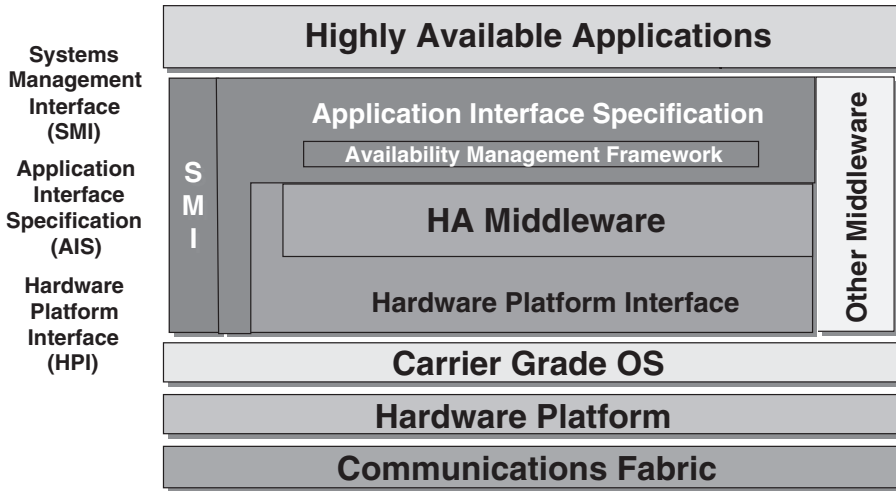 Systems
Management
Interface
(SMI)
Application
Interface
Specification
(AIS)
Hardware
Platform
Interface
(HPI)
Highly Available Applications
S
M
I
Application Interface Specification
Availability Management Framework
HA Middleware
Hardware Platform Interface
Other Middleware
Carrier Grade OS
Hardware Platform
Communications Fabric